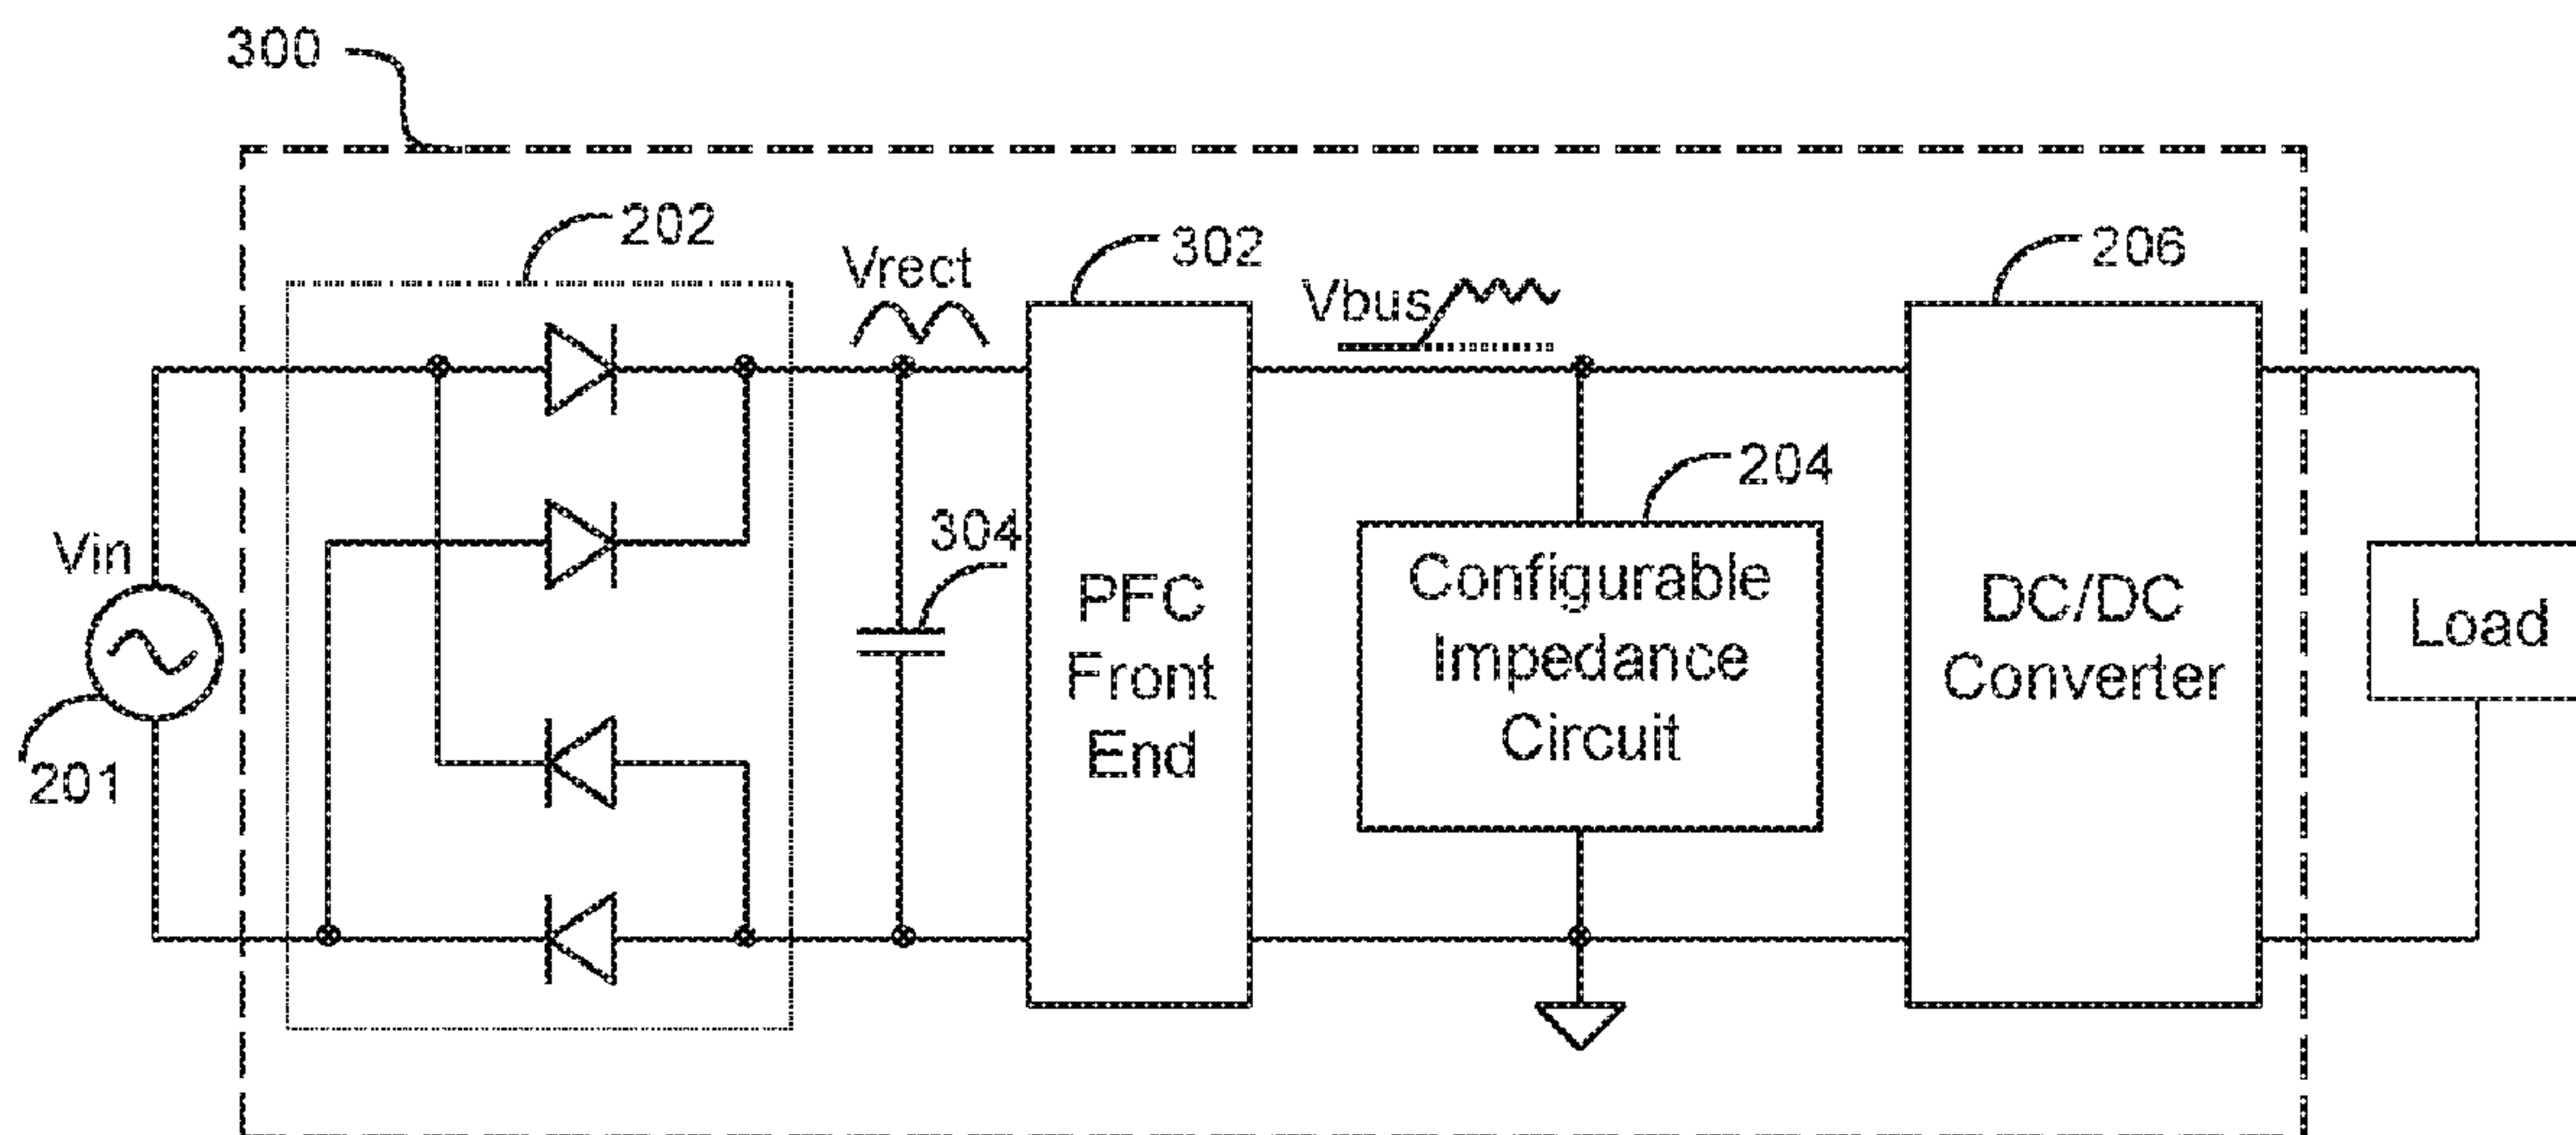 300
202
Vrect
302
Vbus
206
204
304
Vin
Configurable
Impedance
Circuit
PFC
Front
End
DC/DC
Converter
Load
201